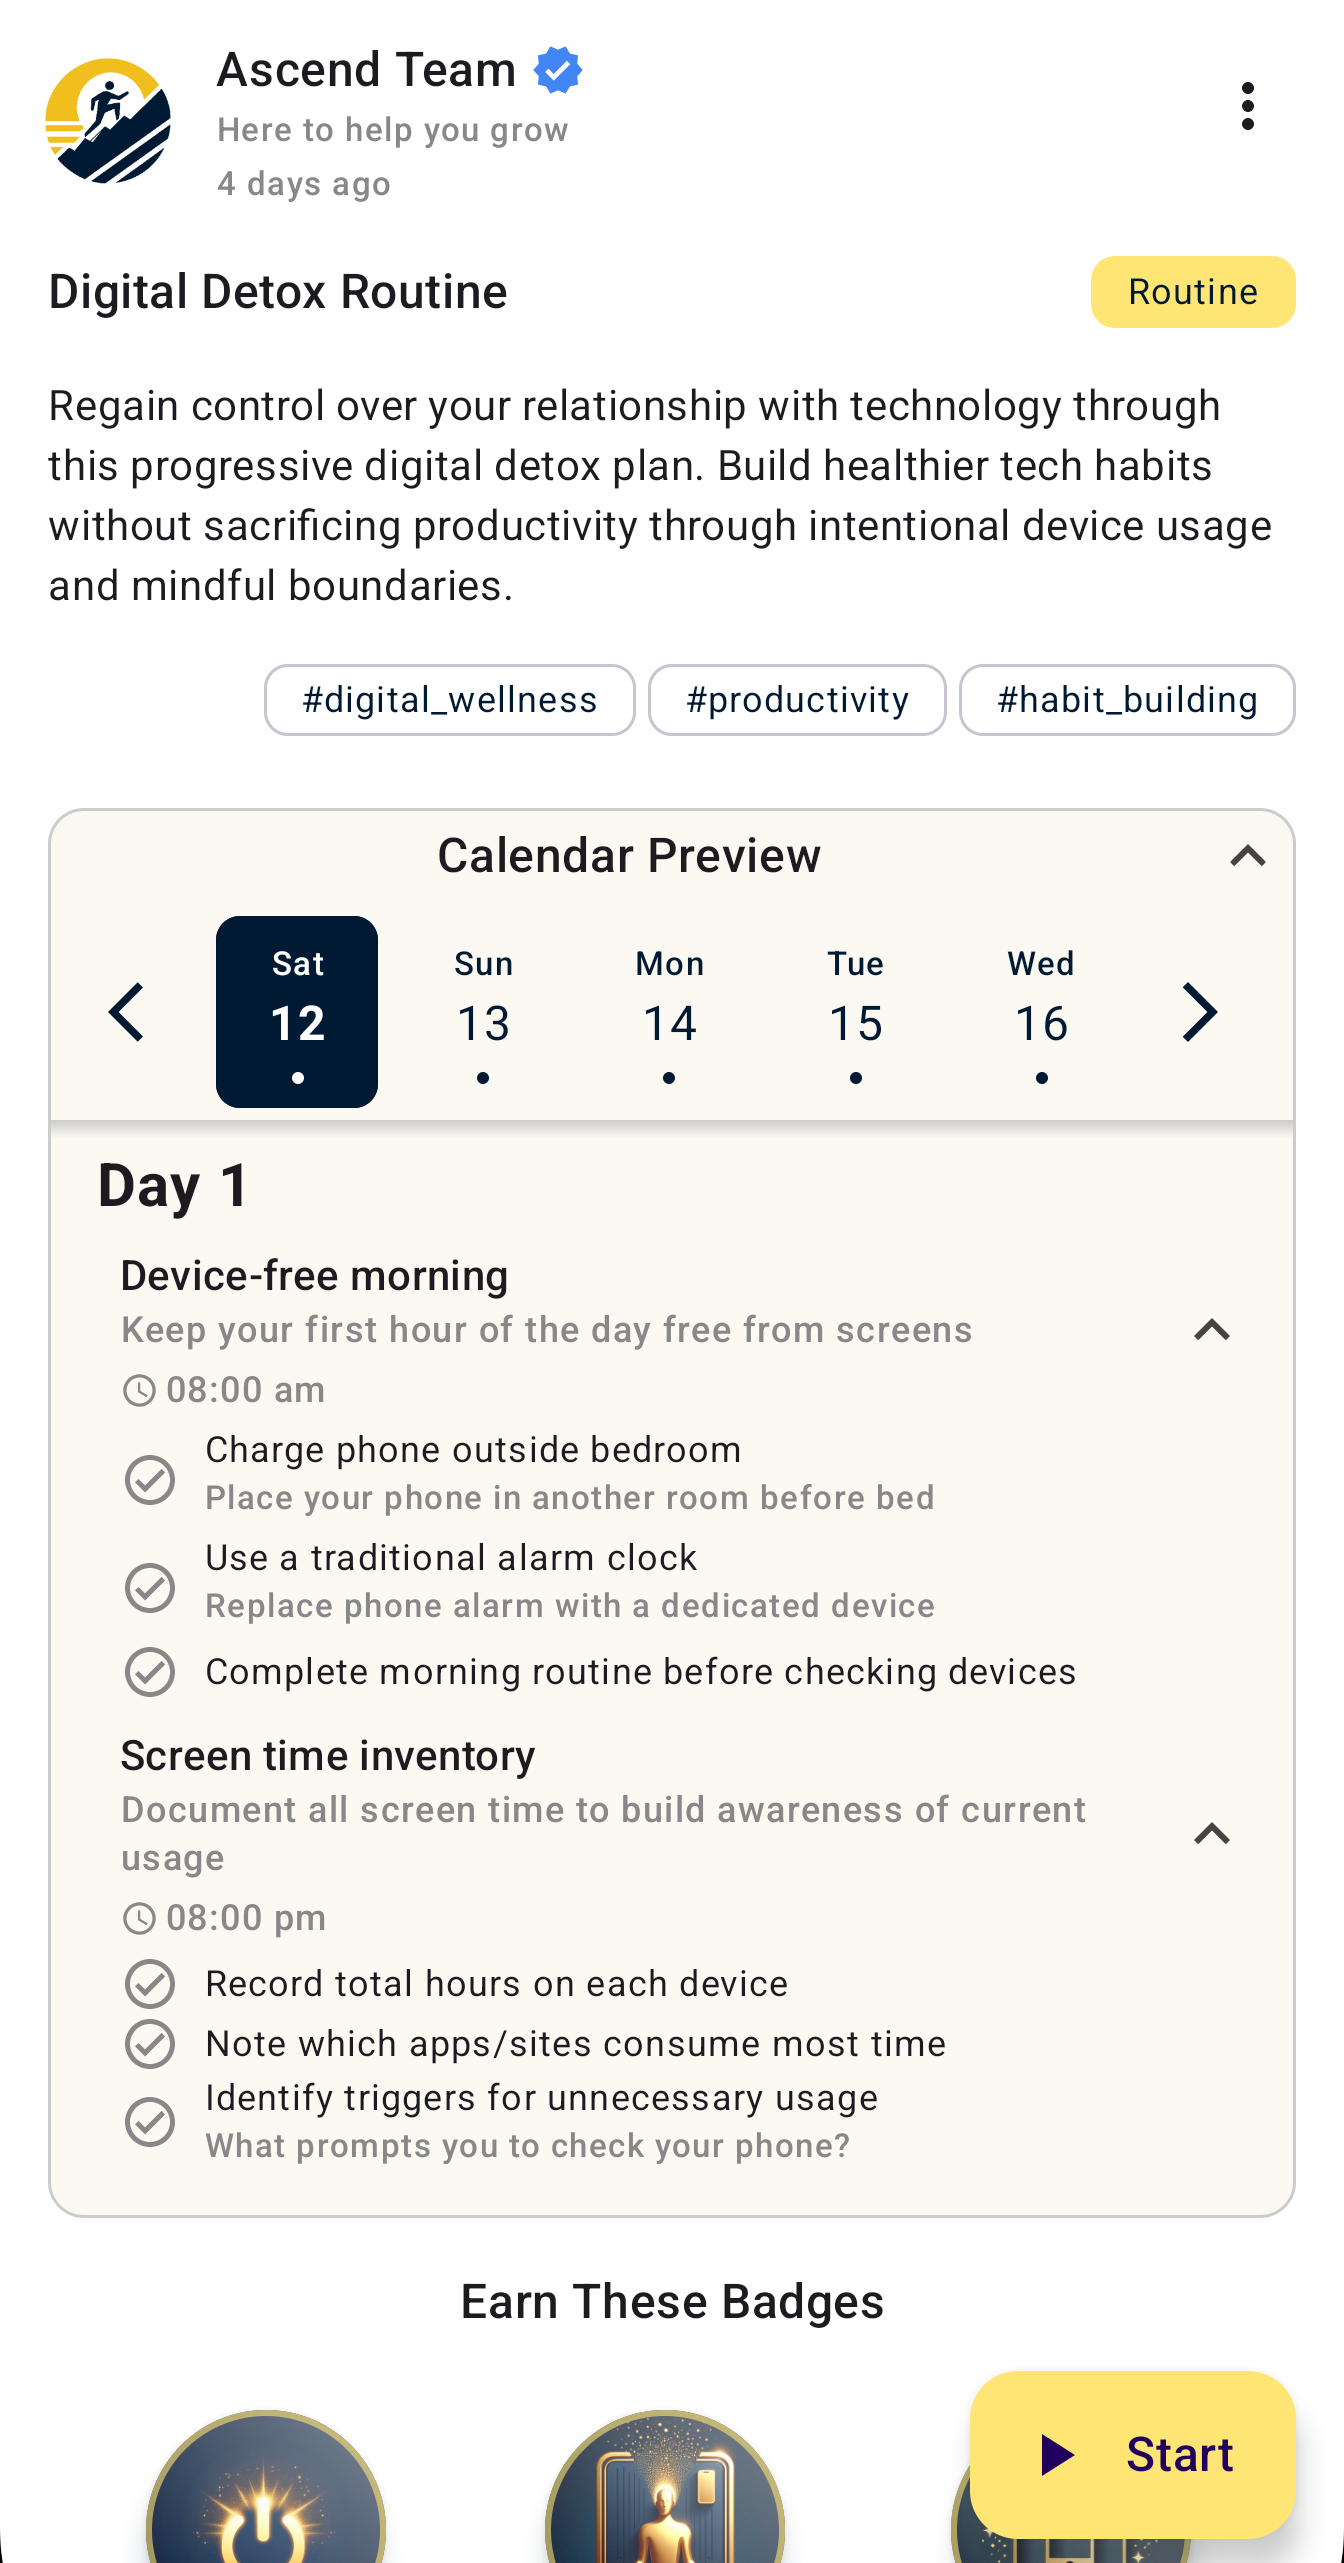 Ascend Team
Here to help you grow
4 days ago
Digital Detox Routine
Routine
Regain control over your relationship with technology through
this progressive digital detox plan. Build healthier tech habits
without sacrificing productivity through intentional device usage
and mindful boundaries.
#digital_wellness #productivity #habit_building
Calendar Preview
Sat Sun Mon Tue Wed
12 13 14 15 16
Day 1
Device-free morning
Keep your first hour of the day free from screens
08:00 am
Charge phone outside bedroom
Place your phone in another room before bed
Use a traditional alarm clock
Replace phone alarm with a dedicated device
Complete morning routine before checking devices
Screen time inventory
Document all screen time to build awareness of current
usage
08:00 pm
Record total hours on each device
Note which apps/sites consume most time
Identify triggers for unnecessary usage
What prompts you to check your phone?
Earn These Badges
Start